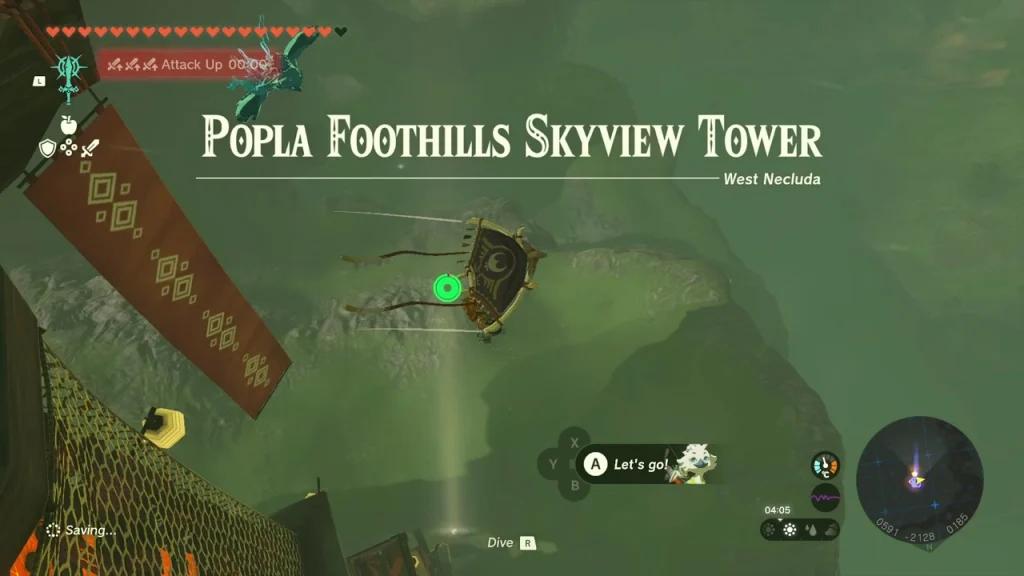 L
Attack Up 00:00
POPLA FOOTHILLS SKYVIEW TOWER
West Necluda
X
Y
A Let's go!
B
04:05
Saving...
Dive R
0591 -2128 0185
N